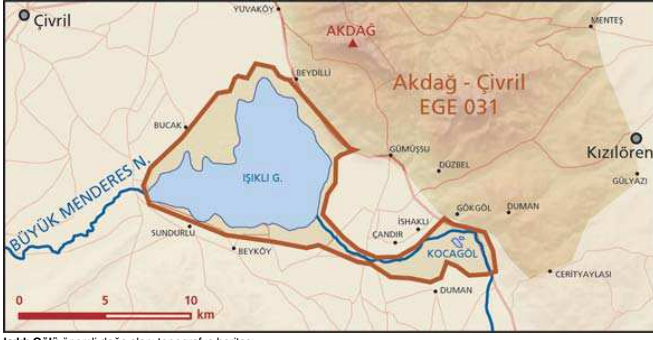 Çivril
YUVAKÖY
MENTEŞ
AKDAĞ
BEYDİLLİ
Akdağ - Çivril
EGE 031
BUCAK
Kızılören
GÜMÜŞSU
DÜZBEL
GÜLYAZI
IŞIKLI G.
BÜYÜK MENDERES N.
GÖKGÖL
DUMAN
İSHAKLI
SUNDURLU
ÇANDIR
BEYKÖY
KOCAGÖL
CERİTYAYLASI
DUMAN
0 5 10
km